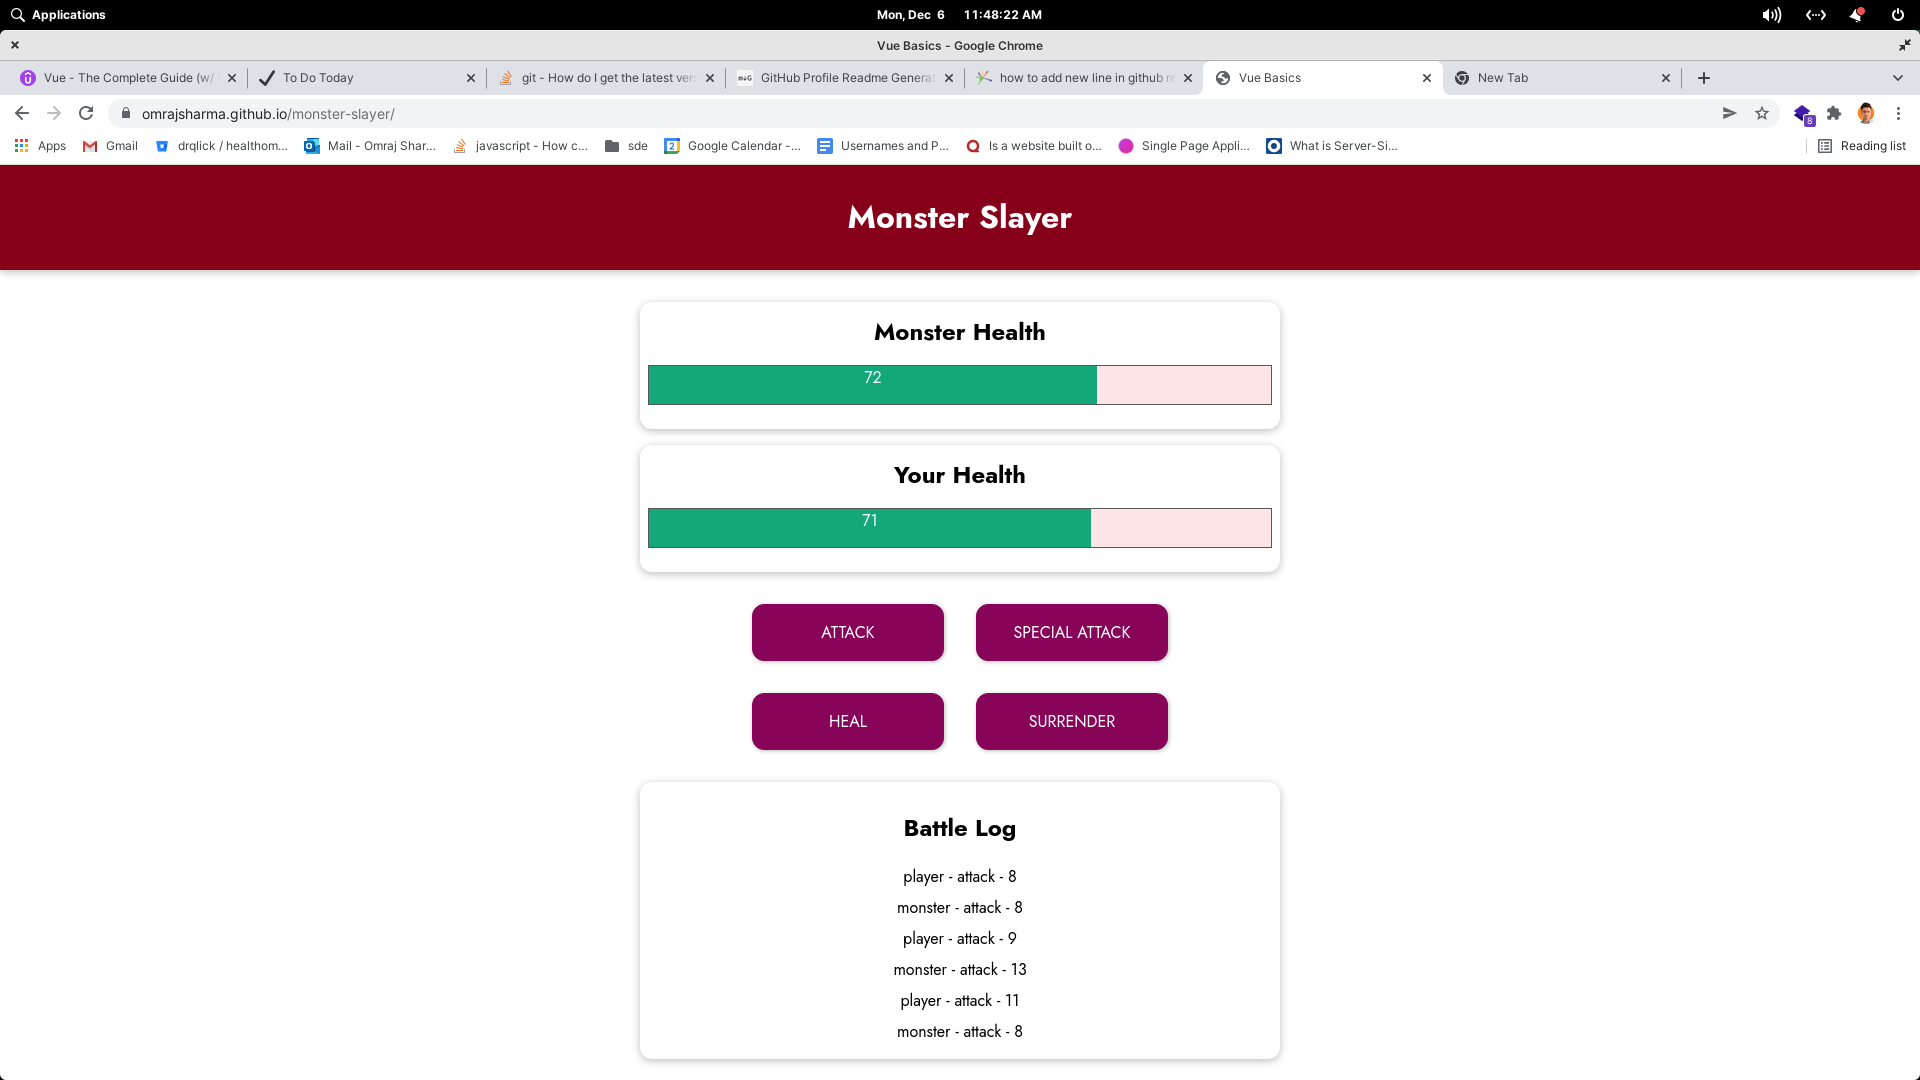 Applications
Mon, Dec 6 11:48:22 AM
Vue Basics - Google Chrome
Vue - The Complete Guide (w/
To Do Today
git - How do I get the latest ver
GitHub Profile Readme Generat
how to add new line in github re
Vue Basics
New Tab
omrajsharma.github.io/monster-slayer/
8
Apps
Gmail
drqlick / healthom...
Mail - Omraj Shar...
javascript - How c...
sde
Google Calendar -...
Usernames and P...
Is a website built o...
Single Page Appli...
What is Server-Si...
Reading list
Monster Slayer
Monster Health
72
Your Health
71
ATTACK
SPECIAL ATTACK
HEAL
SURRENDER
Battle Log
player - attack - 8
monster - attack - 8
player - attack - 9
monster - attack - 13
player - attack - 11
monster - attack - 8